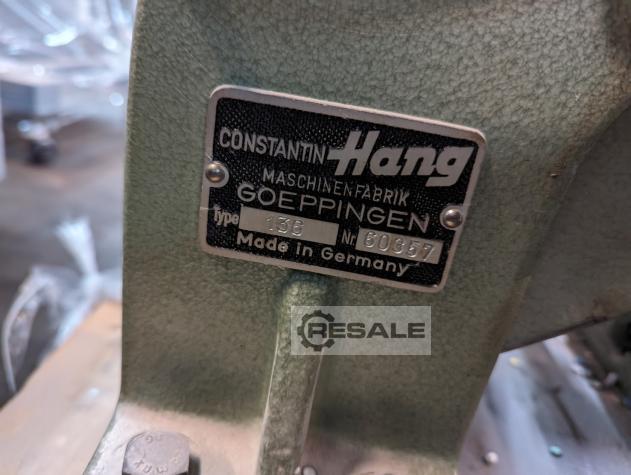 CONSTANTIN Hang
MASCHINENFABRIK
GOEPPINGEN
Type 136 Nr. 60357
Made in Germany
RESALE